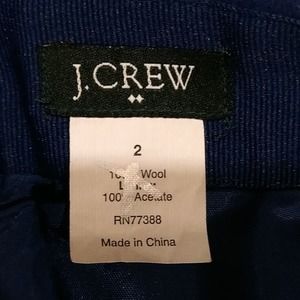 J.CREW
2
Wool
100% Acetate
RN77388
Made in China